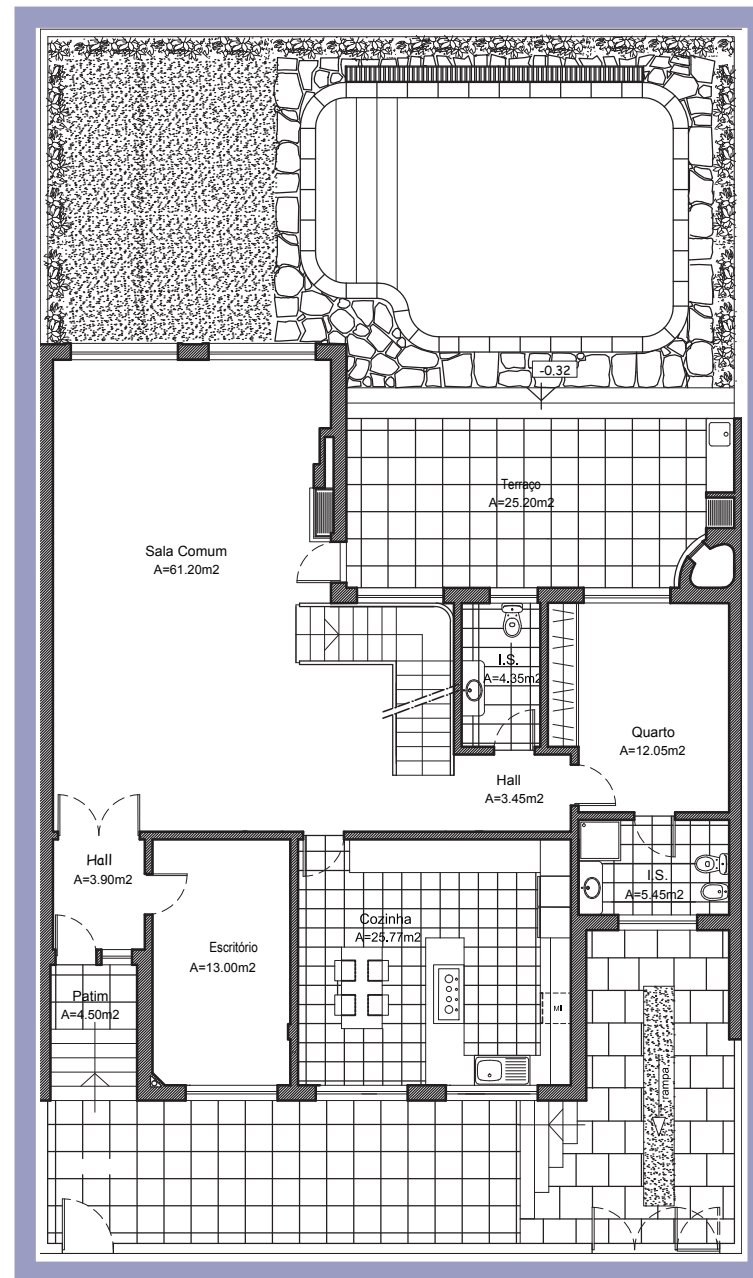 -0.32
Terraço
A=25.20m2
Sala Comum
A=61.20m2
I.S.
A=4.35m2
Quarto
A=12.05m2
Hall
A=3.45m2
Hall
A=3.90m2
I.S.
A=5.45m2
Cozinha
A=25.77m2
Escritório
A=13.00m2
Patim
A=4.50m2
MI
rampa